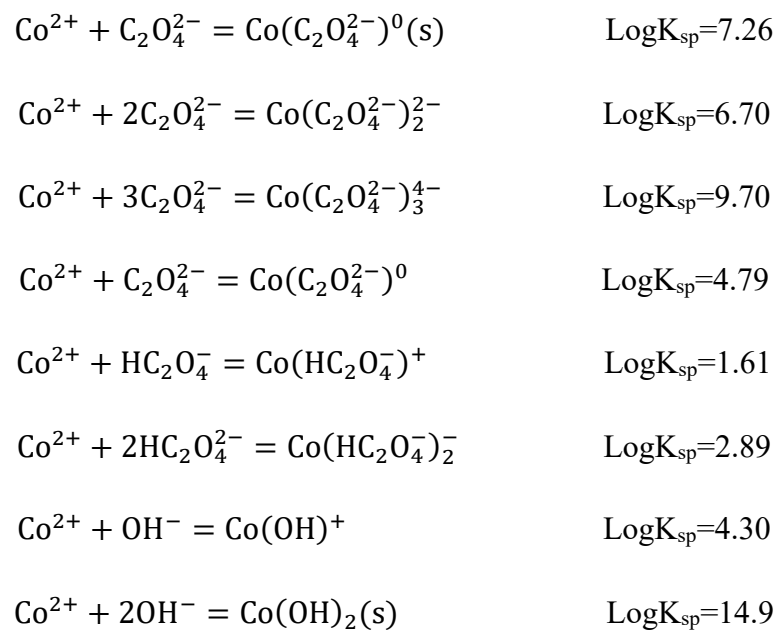 Co²⁺ + C₂O₄²⁻ = Co(C₂O₄²⁻)⁰(s) LogKₛₚ=7.26
Co²⁺ + 2C₂O₄²⁻ = Co(C₂O₄²⁻)₂²⁻ LogKₛₚ=6.70
Co²⁺ + 3C₂O₄²⁻ = Co(C₂O₄²⁻)₃⁴⁻ LogKₛₚ=9.70
Co²⁺ + C₂O₄²⁻ = Co(C₂O₄²⁻)⁰ LogKₛₚ=4.79
Co²⁺ + HC₂O₄⁻ = Co(HC₂O₄⁻)⁺ LogKₛₚ=1.61
Co²⁺ + 2HC₂O₄²⁻ = Co(HC₂O₄⁻)₂⁻ LogKₛₚ=2.89
Co²⁺ + OH⁻ = Co(OH)⁺ LogKₛₚ=4.30
Co²⁺ + 2OH⁻ = Co(OH)₂(s) LogKₛₚ=14.9